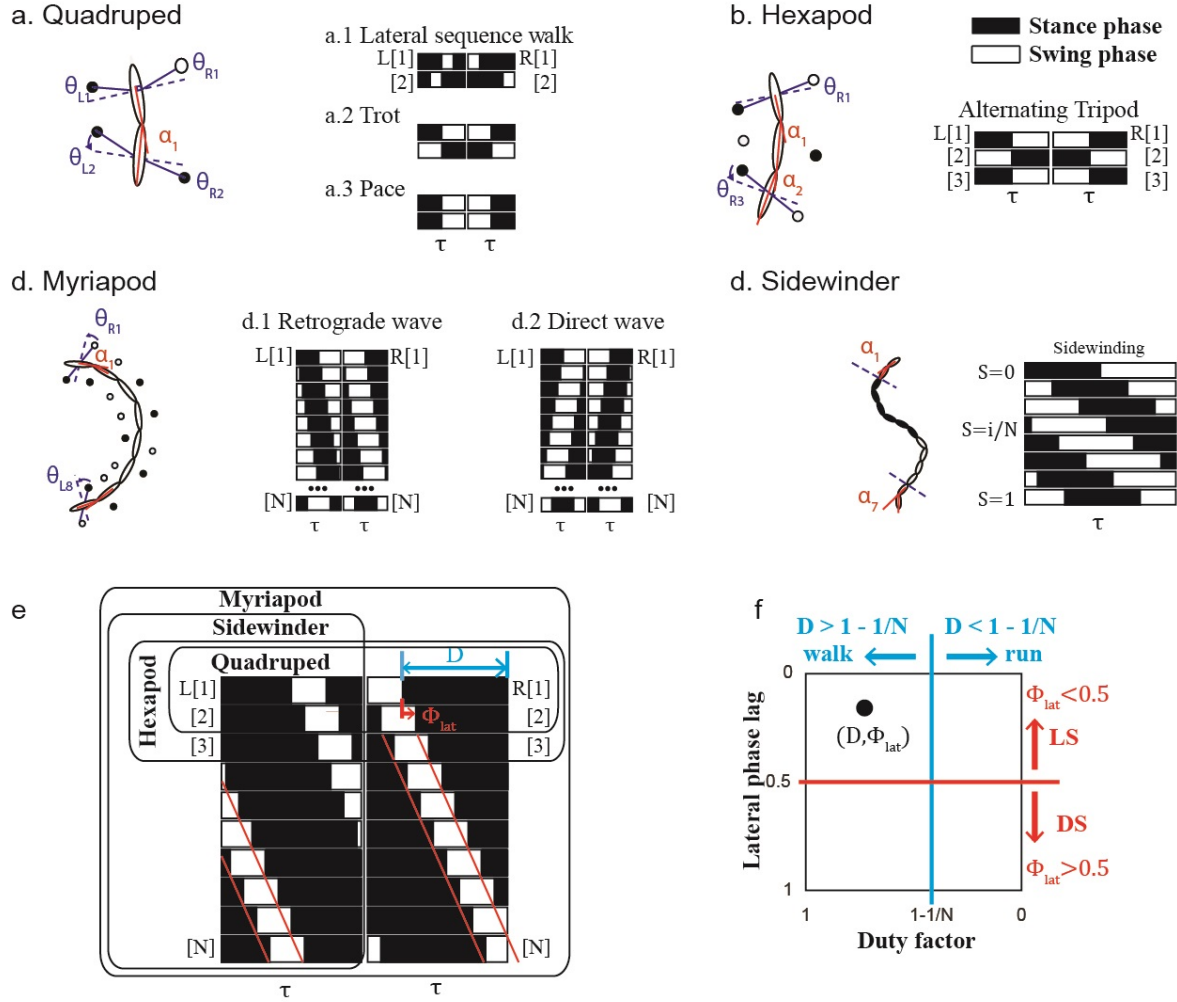 a. Quadruped
θL1
θR1
α1
θL2
θR2
a.1 Lateral sequence walk
L[1] R[1]
[2] [2]
a.2 Trot
a.3 Pace
τ τ
b. Hexapod
Stance phase
Swing phase
θR1
α1
α2
θR3
Alternating Tripod
L[1] R[1]
[2] [2]
[3] [3]
τ τ
d. Myriapod
θR1
α1
θL8
d.1 Retrograde wave
L[1] R[1]
•••  •••
[N] [N]
τ τ
d.2 Direct wave
L[1] R[1]
•••  •••
[N] [N]
τ τ
d. Sidewinder
α1
α7
Sidewinding
S=0
S=i/N
S=1
τ
e
Myriapod
Sidewinder
Hexapod
Quadruped
D
L[1] R[1]
[2] Φlat [2]
[3] [3]
[N] [N]
τ τ
f
D > 1 - 1/N D < 1 - 1/N
walk run
0
Φlat<0.5
LS
(D,Φlat)
Lateral phase lag
0.5
DS
Φlat>0.5
1
1 1-1/N 0
Duty factor